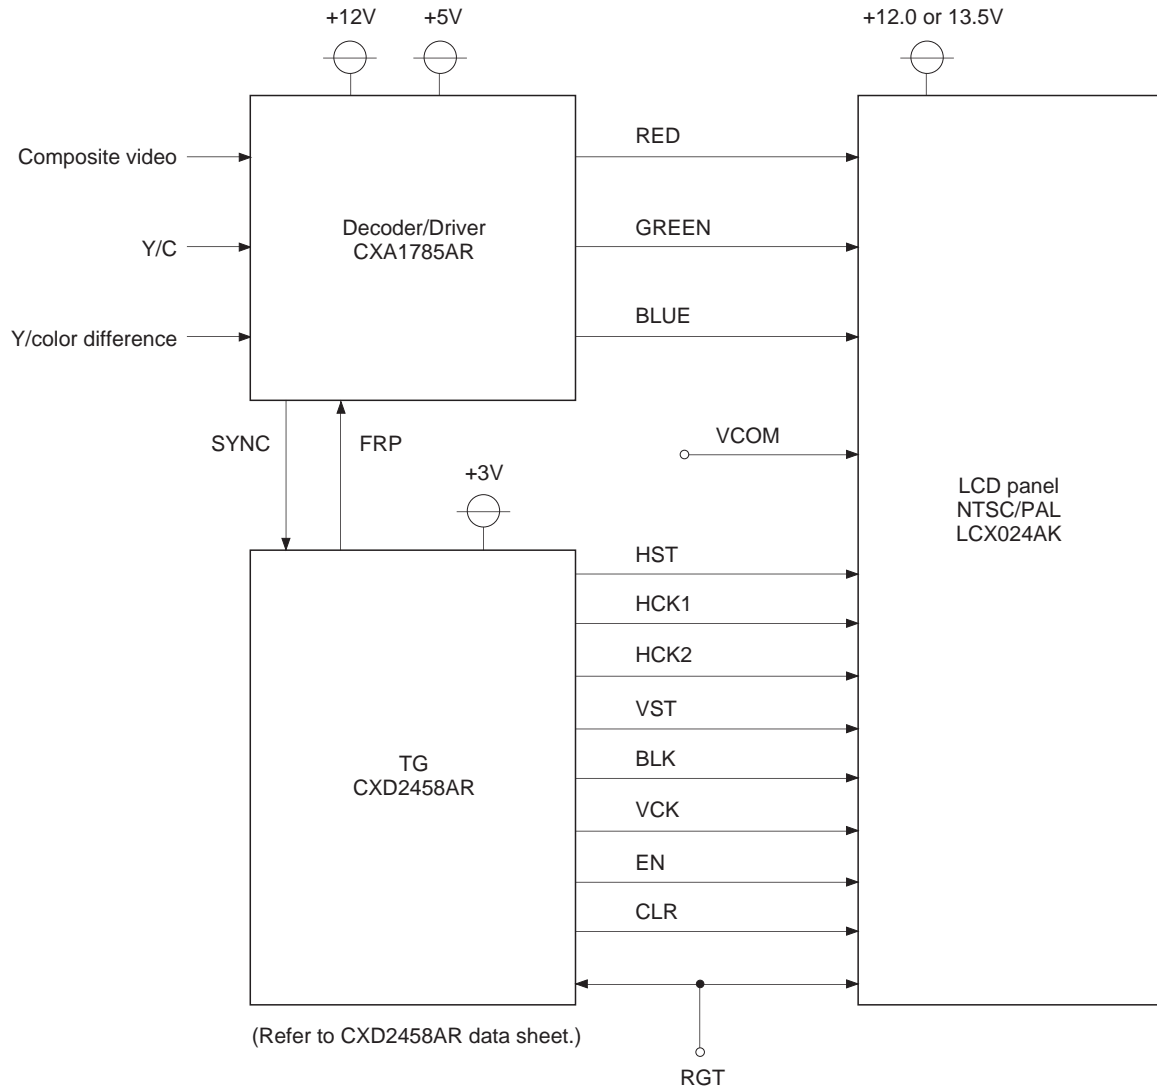 +12V
+5V
+12.0 or 13.5V
Composite video
Y/C
Y/color difference
Decoder/Driver
CXA1785AR
RED
GREEN
BLUE
SYNC
FRP
VCOM
+3V
LCD panel
NTSC/PAL
LCX024AK
TG
CXD2458AR
HST
HCK1
HCK2
VST
BLK
VCK
EN
CLR
(Refer to CXD2458AR data sheet.)
RGT